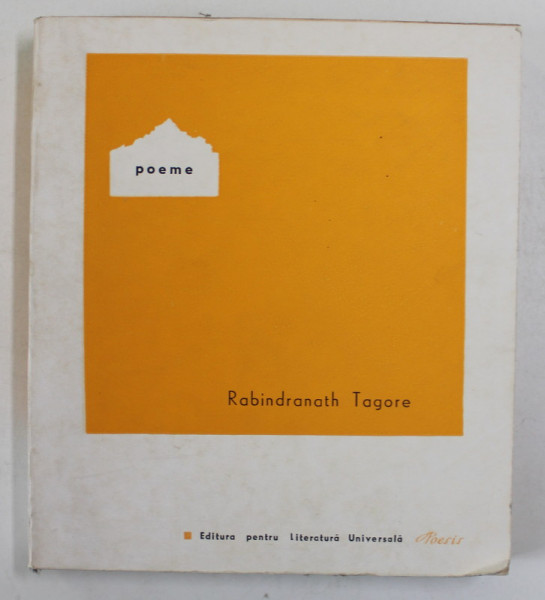 poeme
Rabindranath Tagore
Editura pentru Literatură Universală Poesis